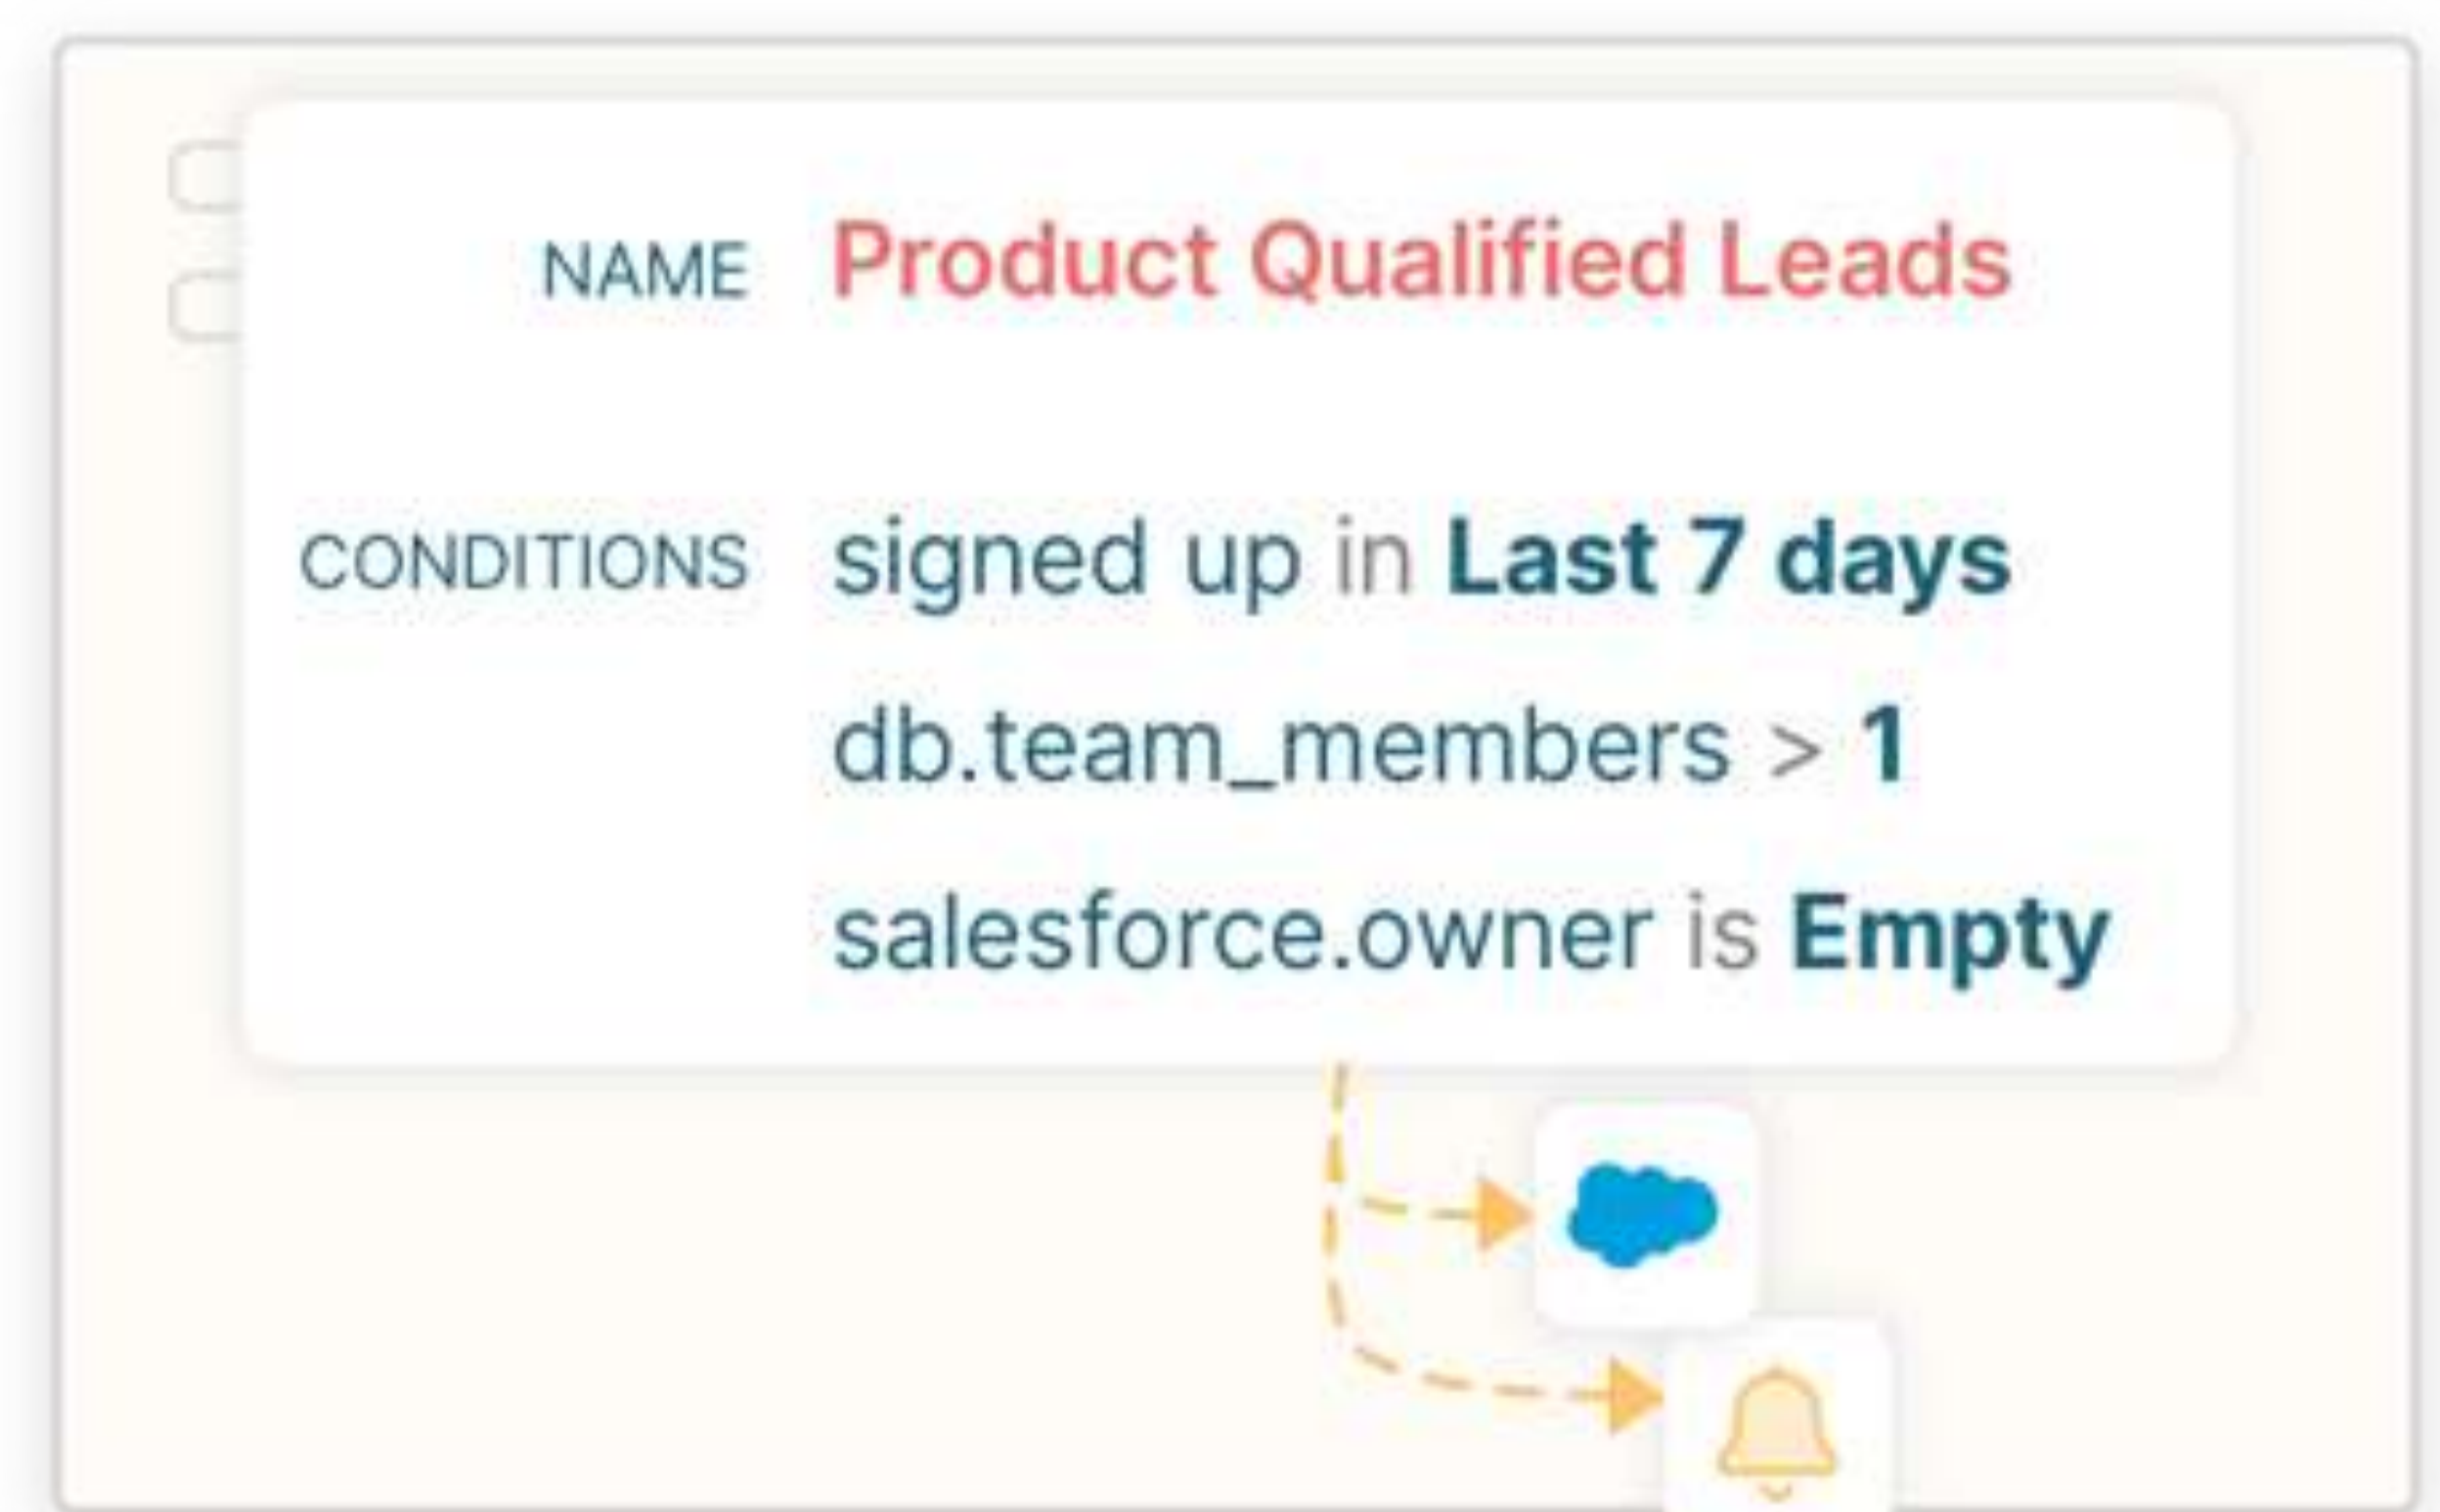 NAME Product Qualified Leads
CONDITIONS signed up in Last 7 days
db.team_members > 1
salesforce.owner is Empty